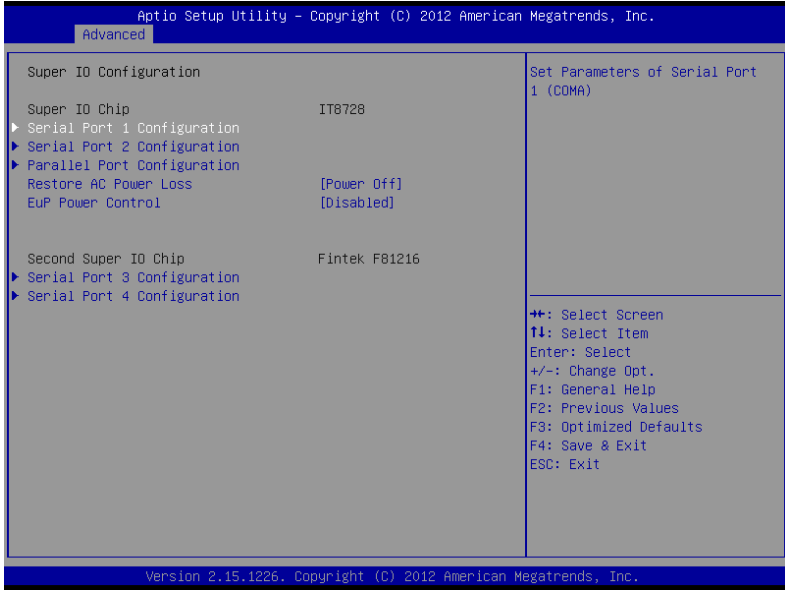 Aptio Setup Utility – Copyright (C) 2012 American Megatrends, Inc.
Advanced
Super IO Configuration
Super IO Chip IT8728
Serial Port 1 Configuration
Serial Port 2 Configuration
Parallel Port Configuration
Restore AC Power Loss [Power Off]
EuP Power Control [Disabled]
Second Super IO Chip Fintek F81216
Serial Port 3 Configuration
Serial Port 4 Configuration
Set Parameters of Serial Port
1 (COMA)
→←: Select Screen
↑↓: Select Item
Enter: Select
+/-: Change Opt.
F1: General Help
F2: Previous Values
F3: Optimized Defaults
F4: Save & Exit
ESC: Exit
Version 2.15.1226. Copyright (C) 2012 American Megatrends, Inc.